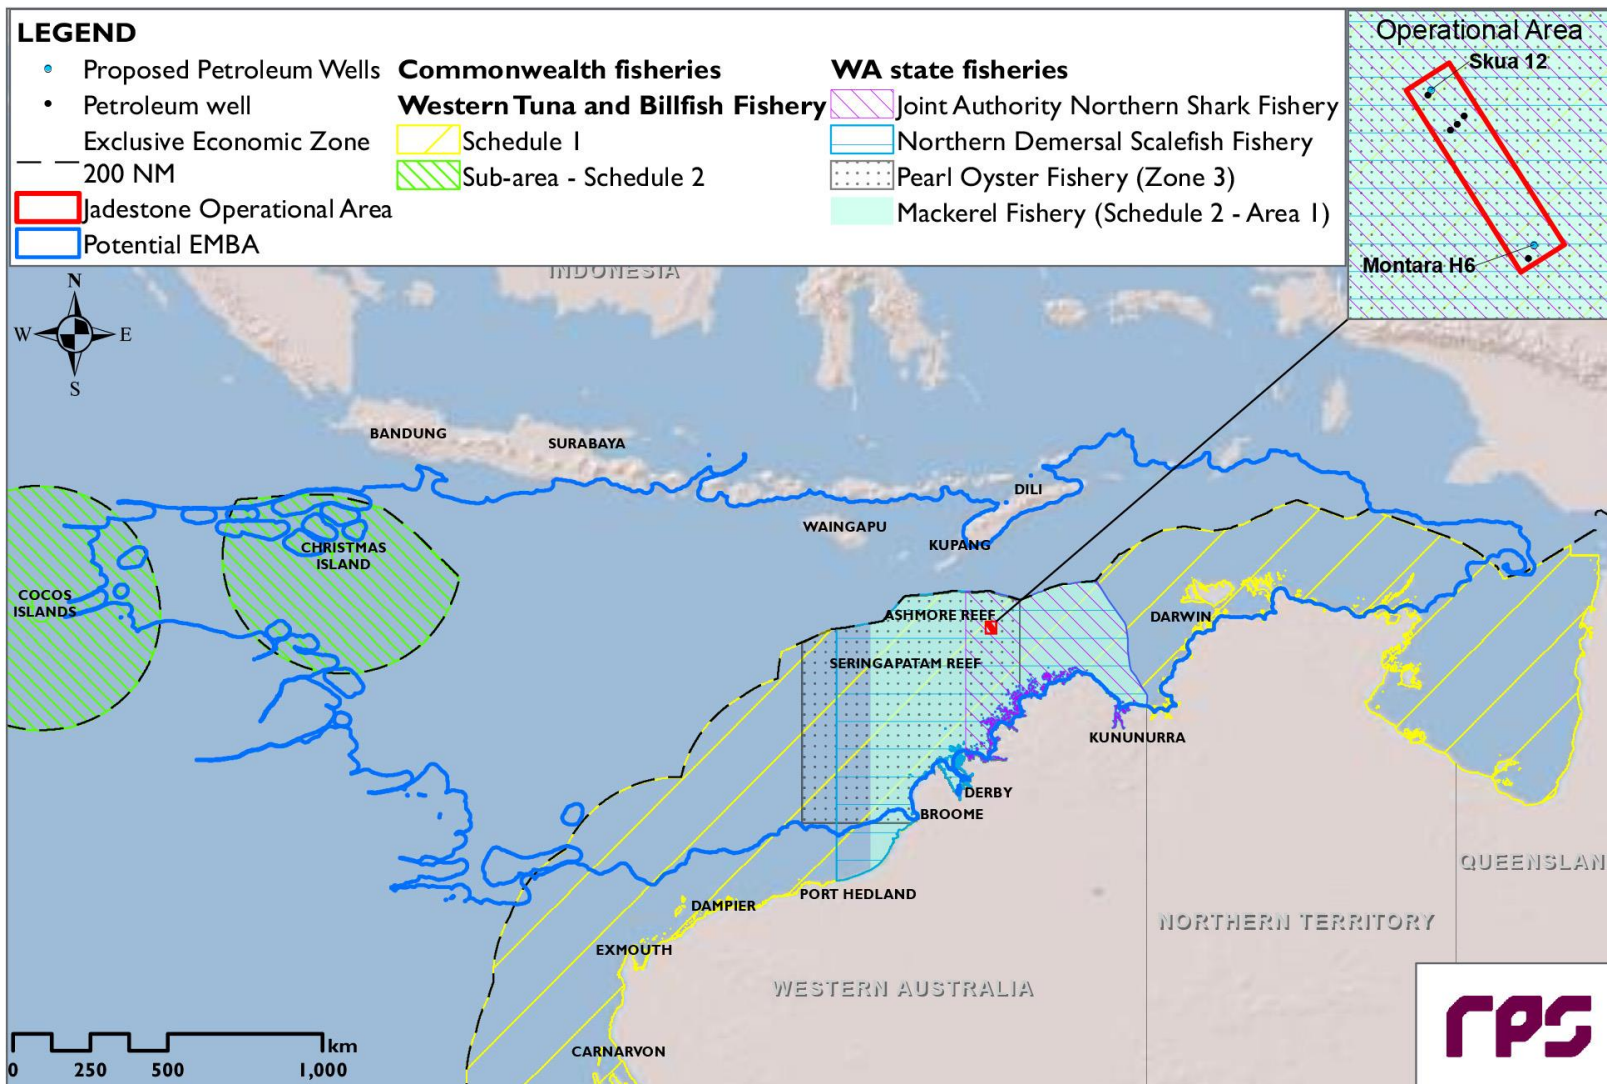 LEGEND
Proposed Petroleum Wells
Petroleum well
Exclusive Economic Zone
200 NM
Jadestone Operational Area
Potential EMBA
Commonwealth fisheries
Western Tuna and Billfish Fishery
Schedule 1
Sub-area - Schedule 2
WA state fisheries
Joint Authority Northern Shark Fishery
Northern Demersal Scalefish Fishery
Pearl Oyster Fishery (Zone 3)
Mackerel Fishery (Schedule 2 - Area 1)
Operational Area
Skua 12
Montara H6
INDONESIA
N
W
E
S
BANDUNG
SURABAYA
DILI
WAINGAPU
KUPANG
CHRISTMAS
ISLAND
COCOS
ISLANDS
ASHMORE REEF
DARWIN
SERINGAPATAM REEF
KUNUNURRA
DERBY
BROOME
QUEENSLAN
PORT HEDLAND
DAMPIER
NORTHERN TERRITORY
EXMOUTH
WESTERN AUSTRALIA
CARNARVON
km
0 250 500 1,000
rps